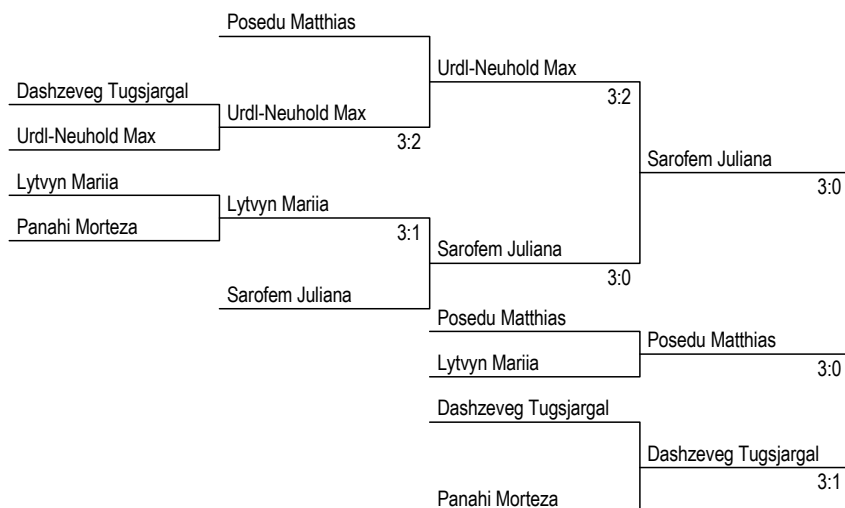 Posedu Matthias
Urdl-Neuhold Max
3:2
Dashzeveg Tugsjargal
Urdl-Neuhold Max
3:2
Urdl-Neuhold Max
Sarofem Juliana
3:0
Lytvyn Mariia
Lytvyn Mariia
3:1
Panahi Morteza
Sarofem Juliana
3:0
Sarofem Juliana
Posedu Matthias
Posedu Matthias
3:0
Lytvyn Mariia
Dashzeveg Tugsjargal
Dashzeveg Tugsjargal
3:1
Panahi Morteza